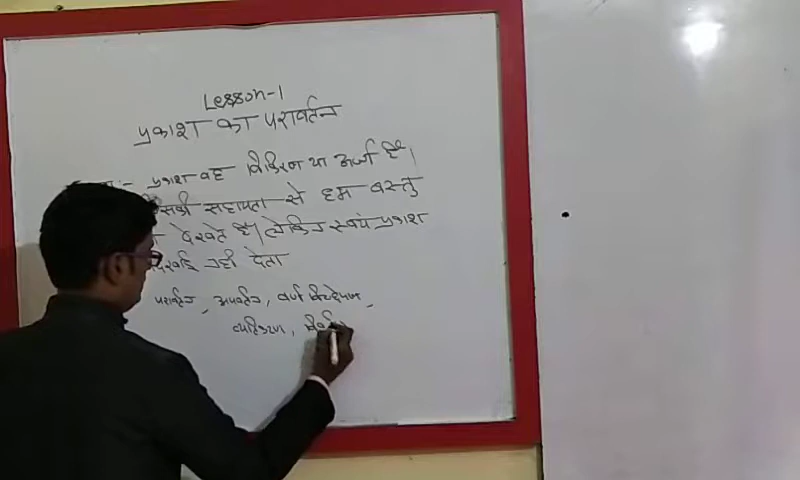 Lesson-1
प्रकाश का परावर्तन
:- प्रकाश वह विकिरण या ऊर्जा है।
सहायता से हम वस्तु
देखते है। लेकिन स्वयं प्रकाश
नहीं देता
परावर्तन, अपवर्तन, वर्ण विक्षेपण,
व्यतिकरण,